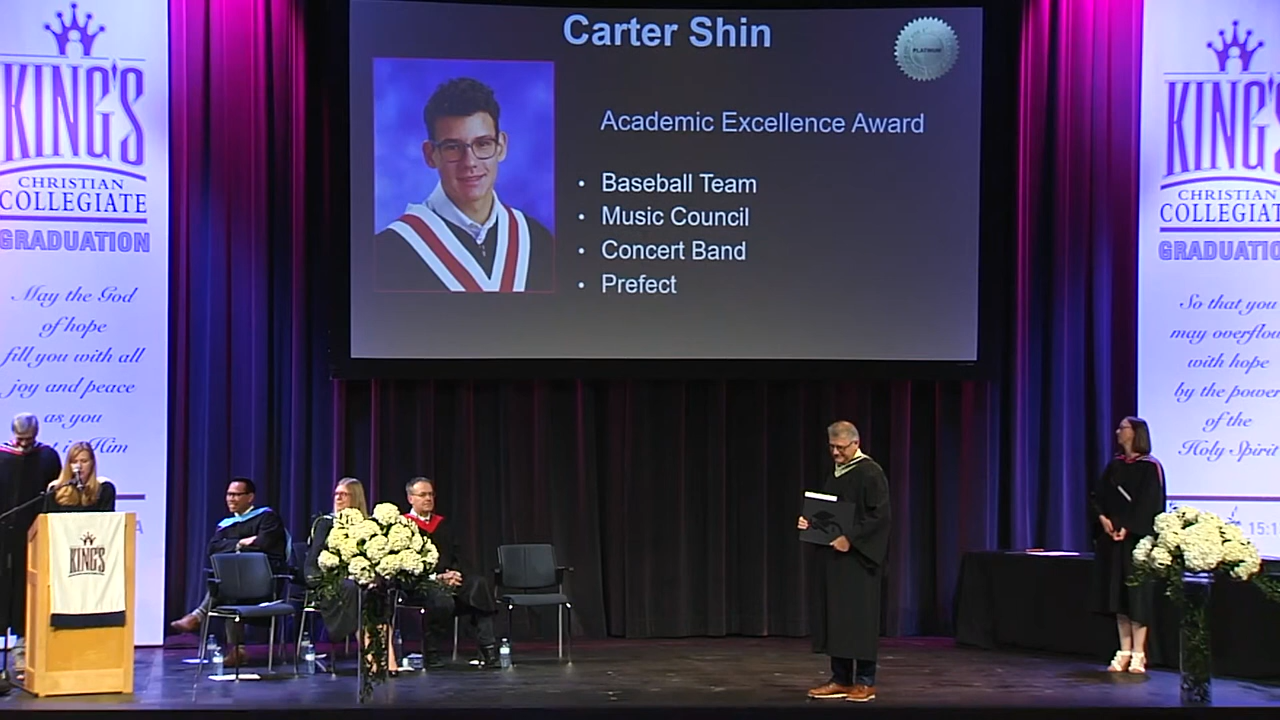 Carter Shin
PLATINUM
Academic Excellence Award
• Baseball Team
• Music Council
• Concert Band
• Prefect
KING'S
CHRISTIAN
COLLEGIATE
GRADUATION
May the God
of hope
fill you with all
joy and peace
as you
Him
KING'S
CHRISTIAN
COLLEGIATE
GRADUATION
So that you
may overflow
with hope
by the power
of the
Holy Spirit
15:1
KING'S